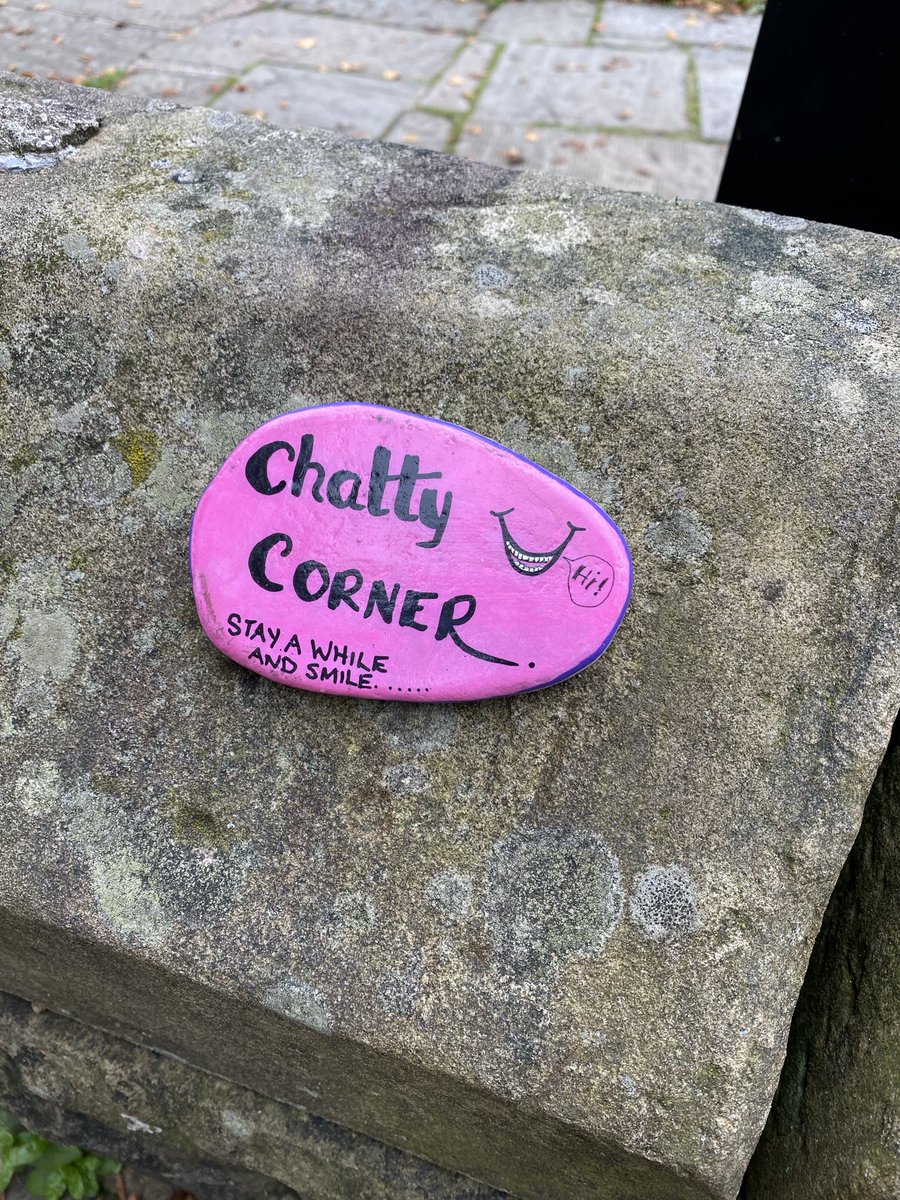 Chatty
CORNER.
Hi!
STAY A WHILE
AND SMILE......